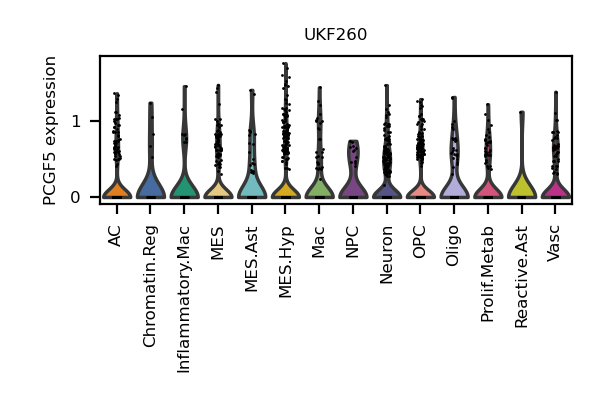 UKF260
PCGF5 expression
1
0
AC
Chromatin.Reg
Inflammatory.Mac
MES
MES.Ast
MES.Hyp
Mac
NPC
Neuron
OPC
Oligo
Prolif.Metab
Reactive.Ast
Vasc